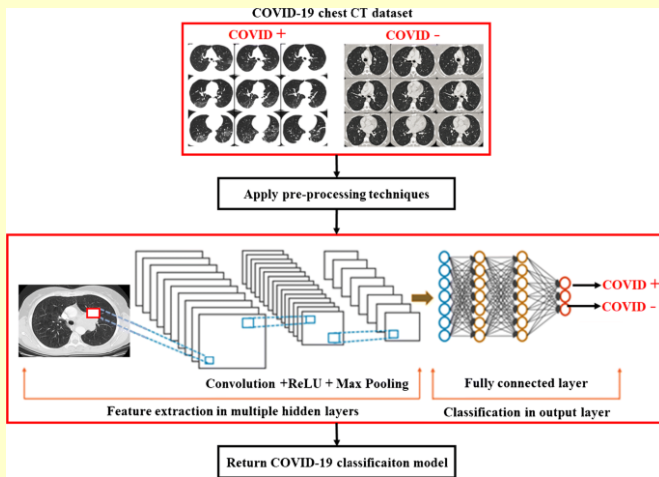 COVID-19 chest CT dataset
COVID +
COVID -
Apply pre-processing techniques
COVID +
COVID -
Convolution +ReLU + Max Pooling
Fully connected layer
Feature extraction in multiple hidden layers
Classification in output layer
Return COVID-19 classificaiton model